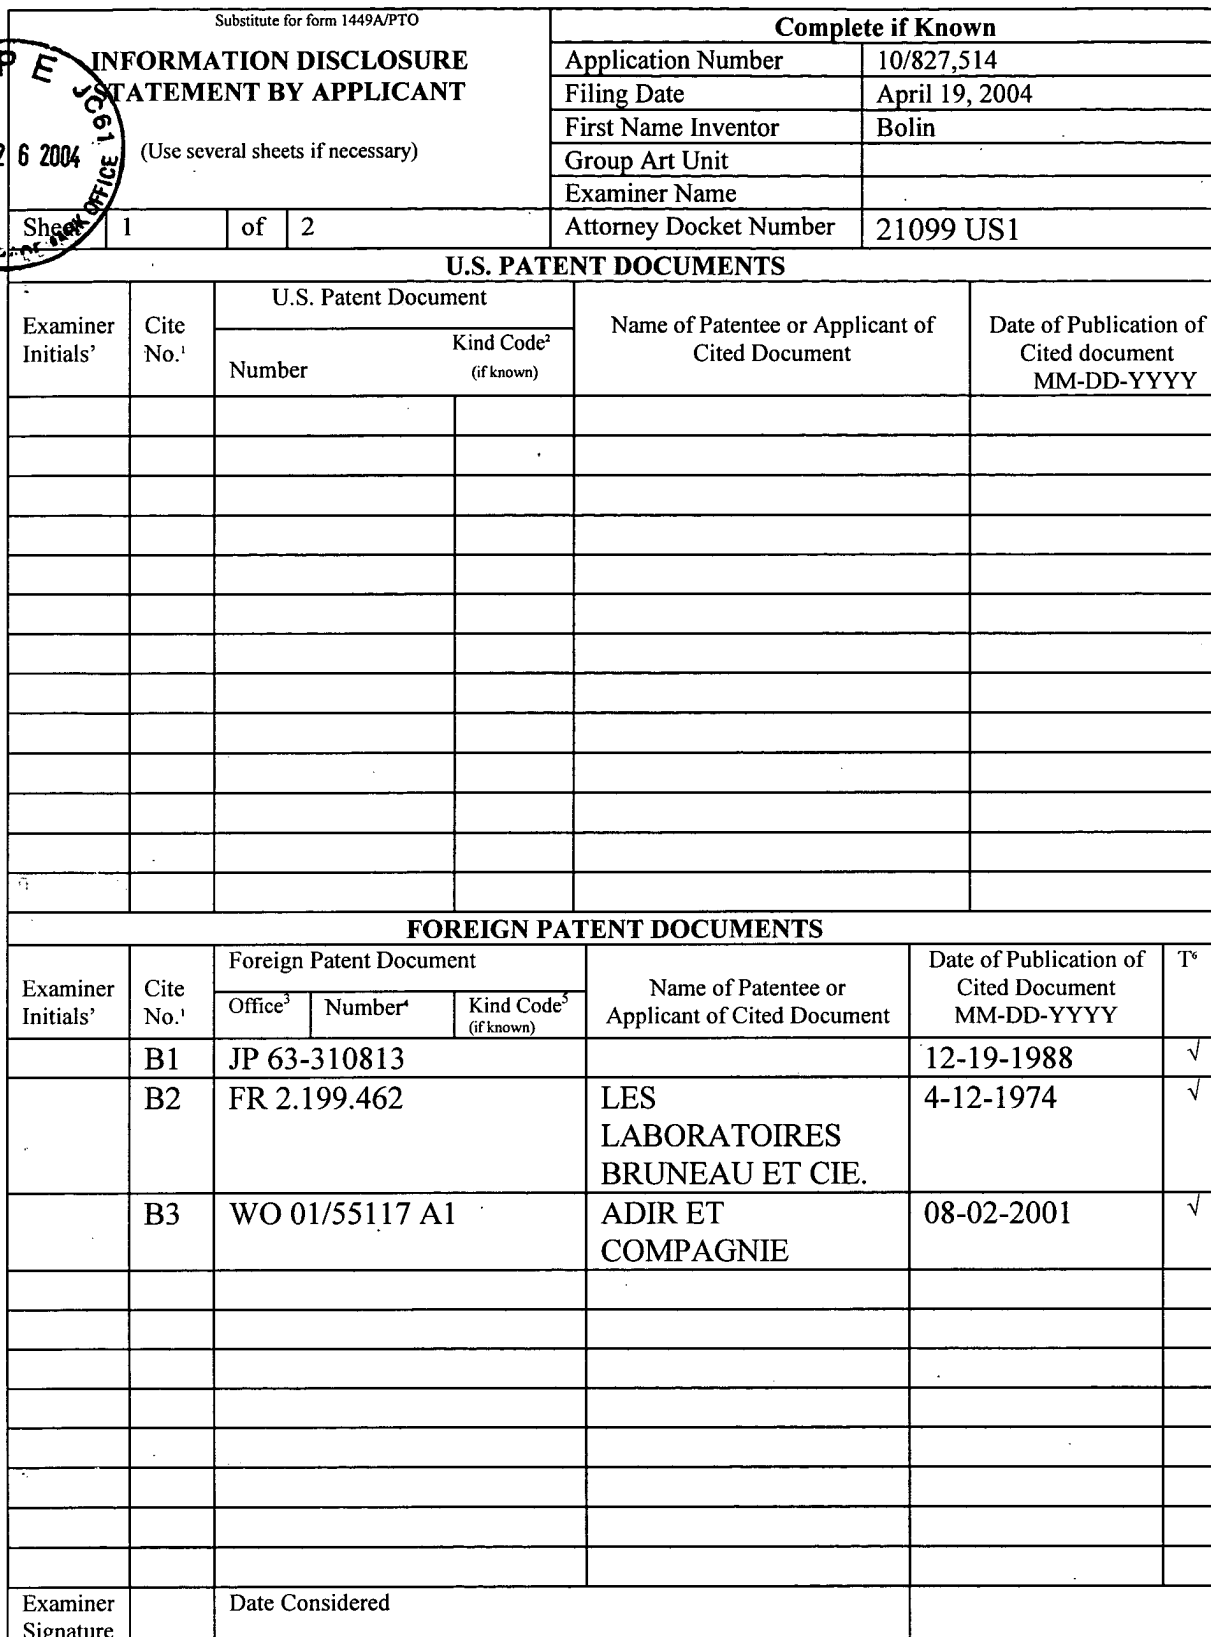 Substitute for form 1449A/PTO
INFORMATION DISCLOSURE
STATEMENT BY APPLICANT
(Use several sheets if necessary)
Sheet 1 of 2
P E JC61
2 6 2004
OFFICE
Complete if Known
Application Number 10/827,514
Filing Date April 19, 2004
First Name Inventor Bolin
Group Art Unit
Examiner Name
Attorney Docket Number 21099 US1
U.S. PATENT DOCUMENTS
Examiner
Initials’
Cite
No.¹
U.S. Patent Document
Number
Kind Code²
(if known)
Name of Patentee or Applicant of
Cited Document
Date of Publication of
Cited document
MM-DD-YYYY
FOREIGN PATENT DOCUMENTS
Examiner
Initials’
Cite
No.¹
Foreign Patent Document
Office³
Number⁴
Kind Code⁵
(if known)
Name of Patentee or
Applicant of Cited Document
Date of Publication of
Cited Document
MM-DD-YYYY
T⁶
B1 JP 63-310813 12-19-1988 √
B2 FR 2.199.462 LES 4-12-1974 √
LABORATOIRES
BRUNEAU ET CIE.
B3 WO 01/55117 A1 ADIR ET 08-02-2001 √
COMPAGNIE
Examiner
Signature
Date Considered